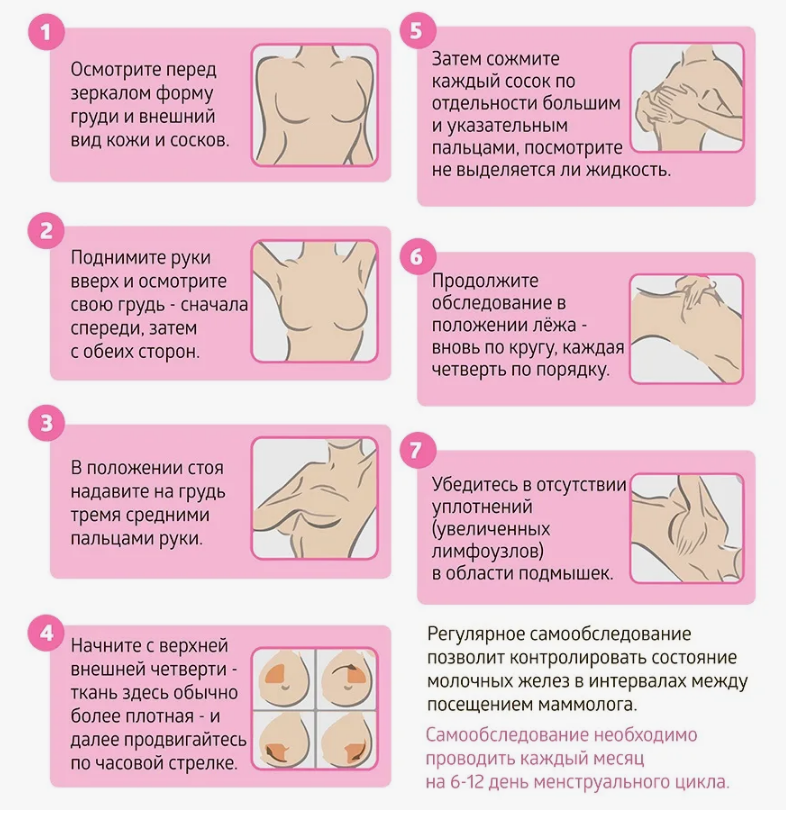 1
Осмотрите перед
зеркалом форму
груди и внешний
вид кожи и сосков.
2
Поднимите руки
вверх и осмотрите
свою грудь - сначала
спереди, затем
с обеих сторон.
3
В положении стоя
надавите на грудь
тремя средними
пальцами руки.
4
Начните с верхней
внешней четверти -
ткань здесь обычно
более плотная - и
далее продвигайтесь
по часовой стрелке.
5
Затем сожмите
каждый сосок по
отдельности большим
и указательным
пальцами, посмотрите
не выделяется ли жидкость.
6
Продолжите
обследование в
положении лёжа -
вновь по кругу, каждая
четверть по порядку.
7
Убедитесь в отсутствии
уплотнений
(увеличенных
лимфоузлов)
в области подмышек.
Регулярное самообследование
позволит контролировать состояние
молочных желез в интервалах между
посещением маммолога.
Самообследование необходимо
проводить каждый месяц
на 6-12 день менструального цикла.